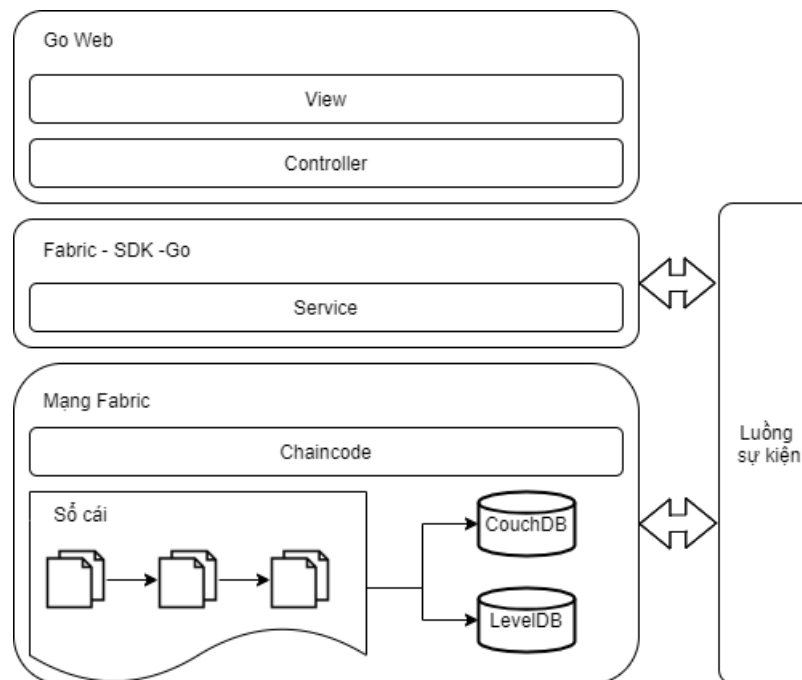 Go Web
View
Controller
Fabric - SDK -Go
Service
Mạng Fabric
Chaincode
Sổ cái
CouchDB
LevelDB
Luồng
sự kiện